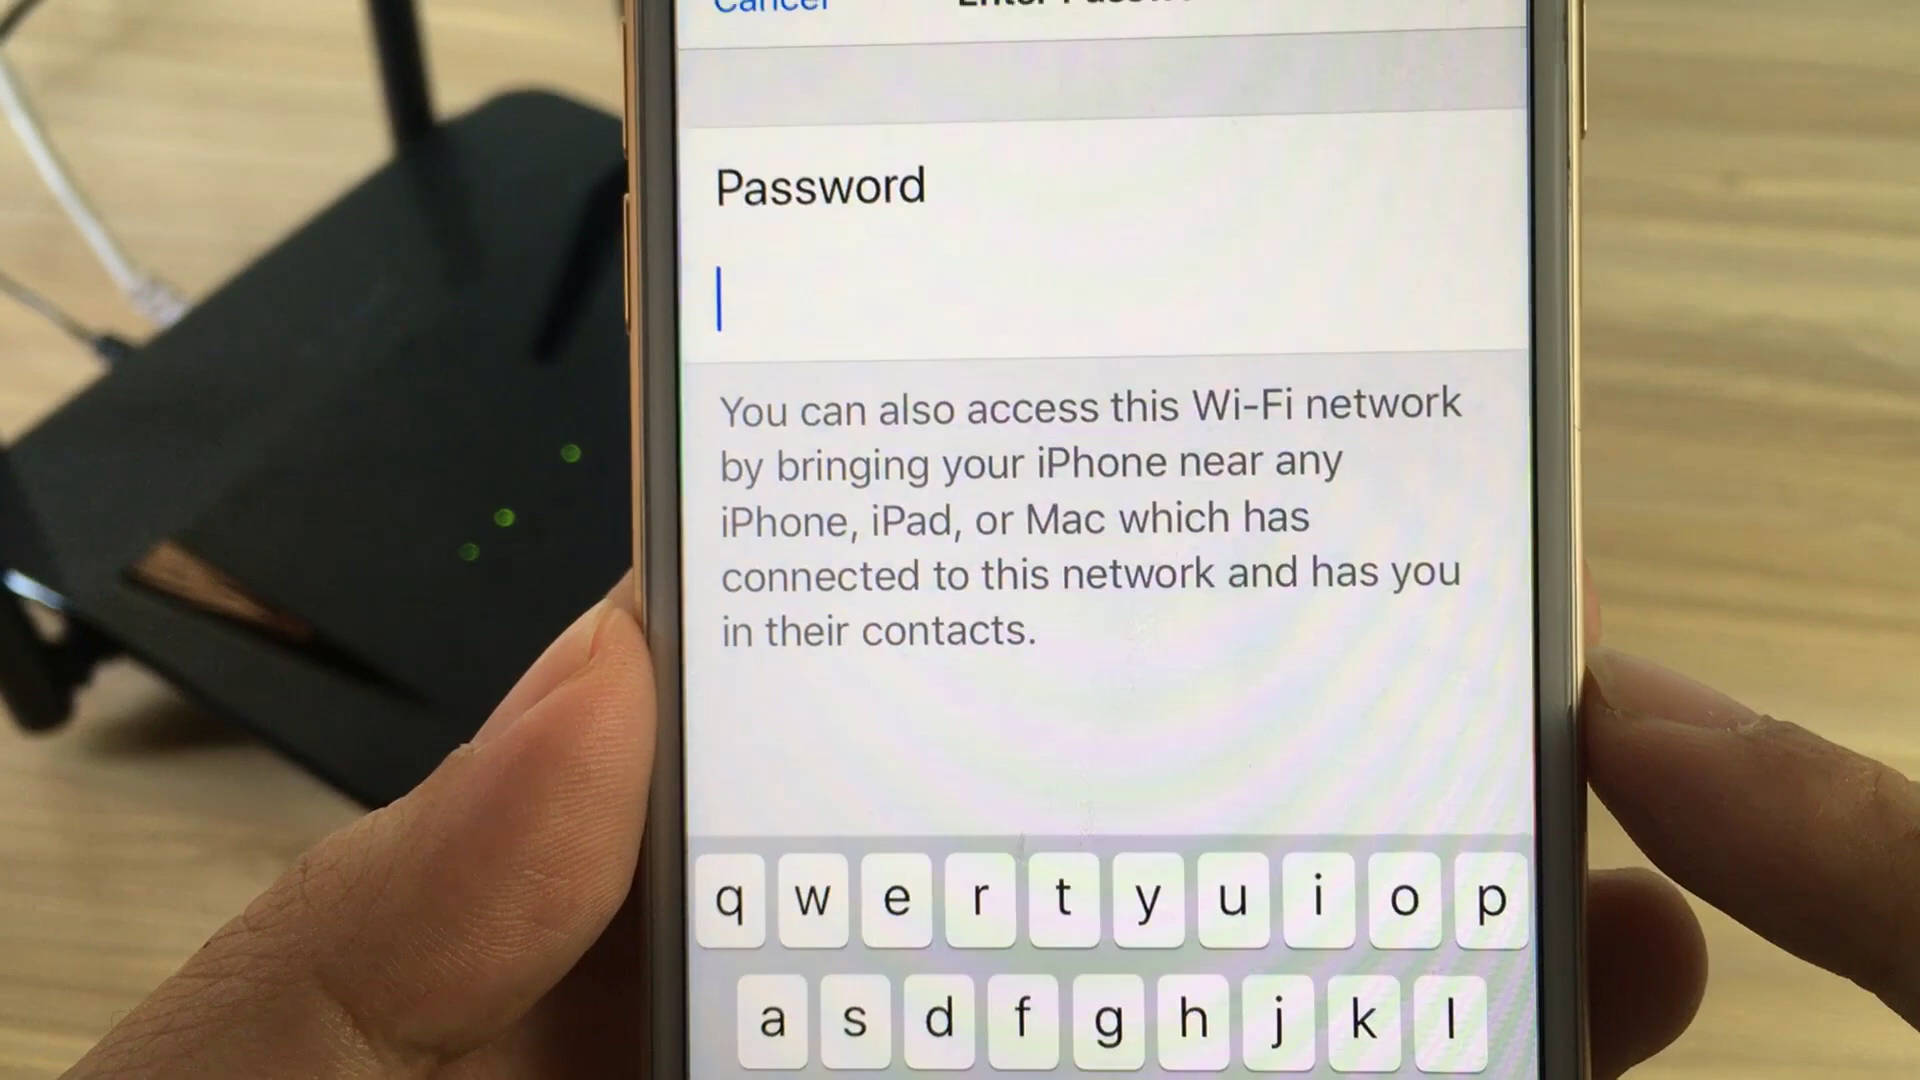 Cancel
Enter
Password
You can also access this Wi-Fi network
by bringing your iPhone near any
iPhone, iPad, or Mac which has
connected to this network and has you
in their contacts.
q w e r t y u i o p
a s d f g h j k l